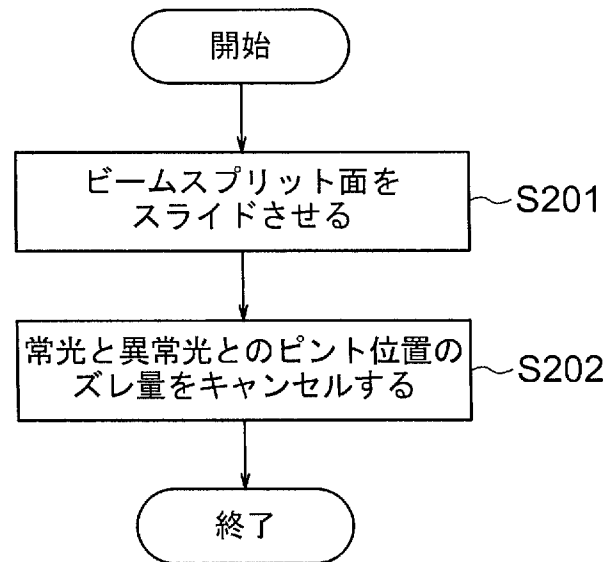 開始
ビームスプリット面を
スライドさせる
S201
常光と異常光とのピント位置の
ズレ量をキャンセルする
S202
終了